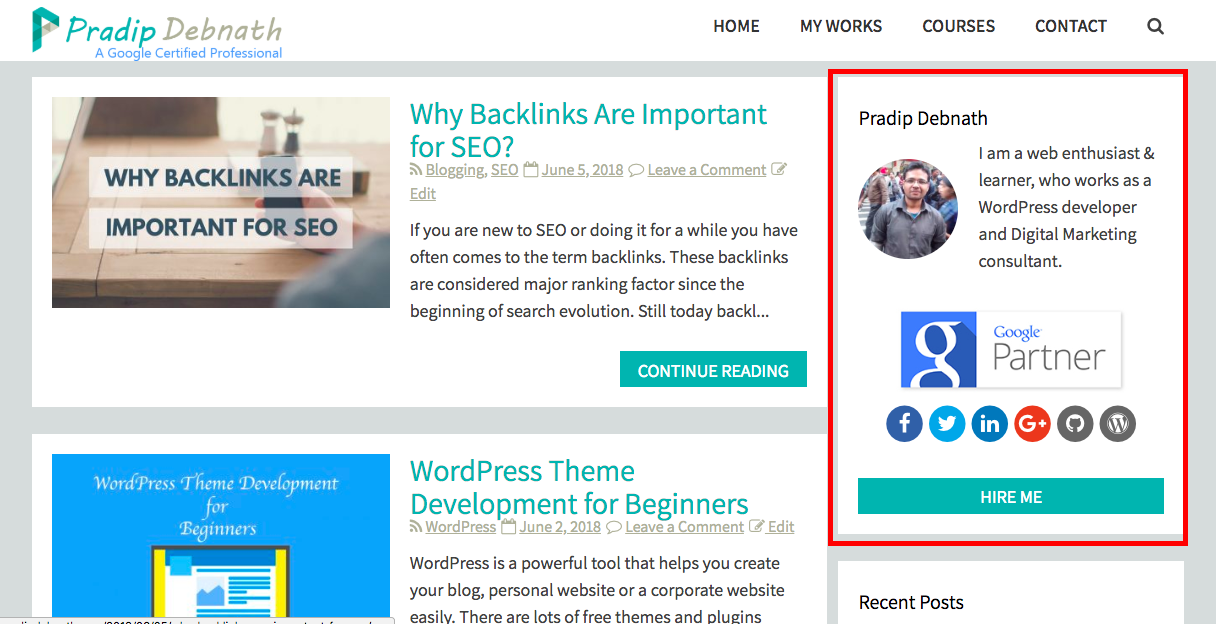 Pradip Debnath
A Google Certified Professional
HOME
MY WORKS
COURSES
CONTACT
WHY BACKLINKS ARE
IMPORTANT FOR SEO
Why Backlinks Are Important
for SEO?
Blogging, SEO June 5, 2018 Leave a Comment
Edit
If you are new to SEO or doing it for a while you have
often comes to the term backlinks. These backlinks
are considered major ranking factor since the
beginning of search evolution. Still today backl...
CONTINUE READING
WordPress Theme Development
for
Beginners
WordPress Theme
Development for Beginners
WordPress June 2, 2018 Leave a Comment Edit
WordPress is a powerful tool that helps you create
your blog, personal website or a corporate website
easily. There are lots of free themes and plugins
Pradip Debnath
I am a web enthusiast &
learner, who works as a
WordPress developer
and Digital Marketing
consultant.
g
Google
Partner
f
in
G+
W
HIRE ME
Recent Posts